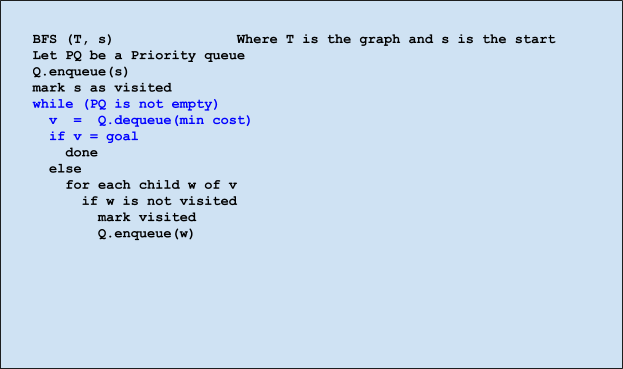 BFS (T, s) Where T is the graph and s is the start
Let PQ be a Priority queue
Q.enqueue(s)
mark s as visited
while (PQ is not empty)
v = Q.dequeue(min cost)
if v = goal
done
else
for each child w of v
if w is not visited
mark visited
Q.enqueue(w)